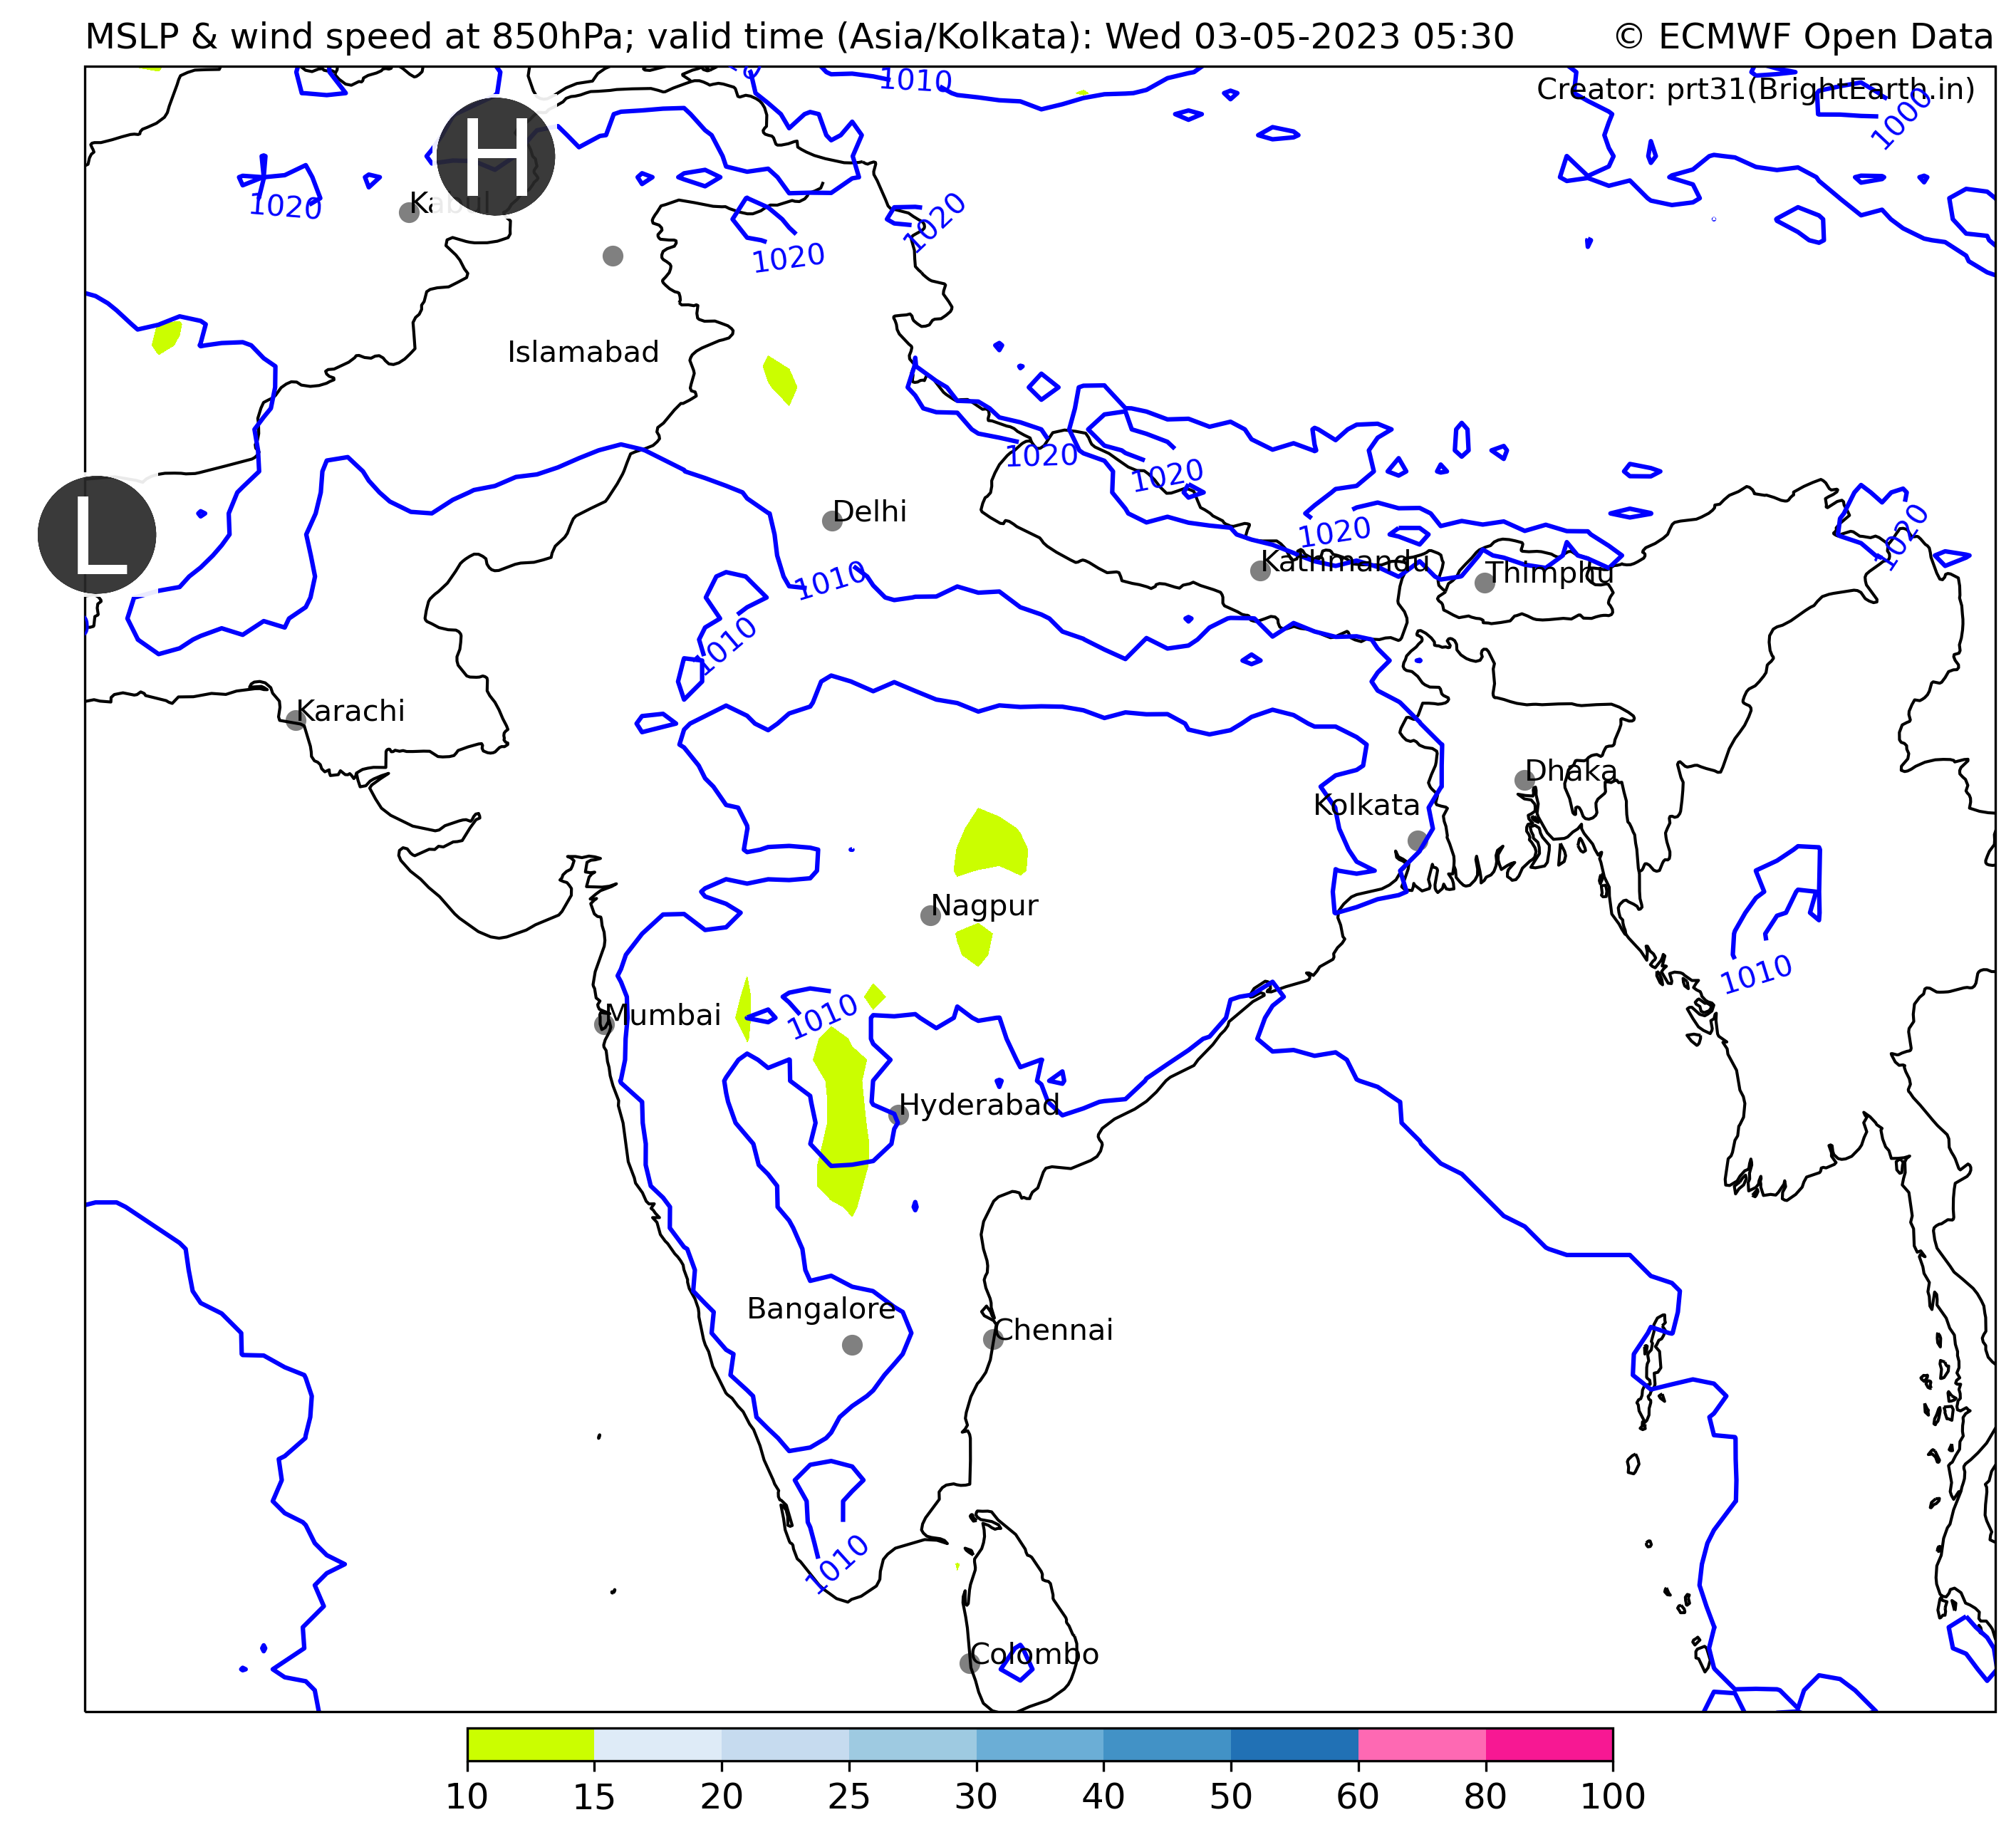 MSLP & wind speed at 850hPa; valid time (Asia/Kolkata): Wed 03-05-2023 05:30
© ECMWF Open Data
Creator: prt31(BrightEarth.in)
1010
1000
H
1020
Kabul
1020
1020
Islamabad
1020
1020
1020
1020
L
Delhi
Kathmandu
Thimphu
1010
1010
Karachi
Dhaka
Kolkata
Nagpur
1010
Mumbai
1010
Hyderabad
Bangalore
Chennai
1010
Colombo
10 15 20 25 30 40 50 60 80 100